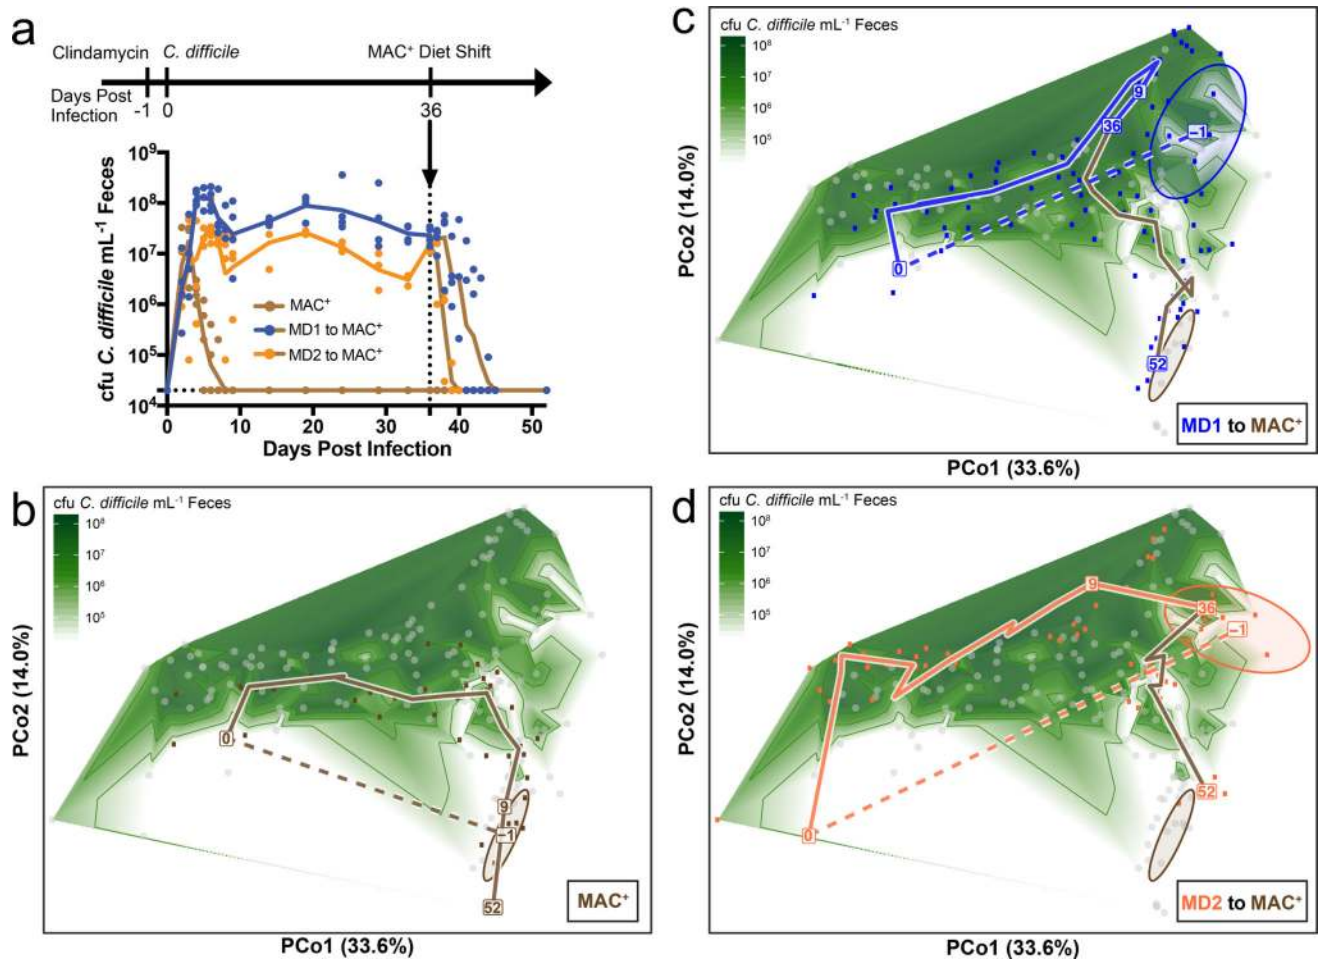 a
Clindamycin
C. difficile
MAC⁺ Diet Shift
Days Post
Infection
-1
0
36
cfu C. difficile mL⁻¹ Feces
10⁹
10⁸
10⁷
10⁶
10⁵
10⁴
MAC⁺
MD1 to MAC⁺
MD2 to MAC⁺
0 10 20 30 40 50
Days Post Infection
c
cfu C. difficile mL⁻¹ Feces
10⁸
10⁷
10⁶
10⁵
PCo2 (14.0%)
9
36
−1
0
52
MD1 to MAC⁺
PCo1 (33.6%)
b
cfu C. difficile mL⁻¹ Feces
10⁸
10⁷
10⁶
10⁵
PCo2 (14.0%)
0
9
−1
52
MAC⁺
PCo1 (33.6%)
d
cfu C. difficile mL⁻¹ Feces
10⁸
10⁷
10⁶
10⁵
PCo2 (14.0%)
9
36
−1
52
0
MD2 to MAC⁺
PCo1 (33.6%)